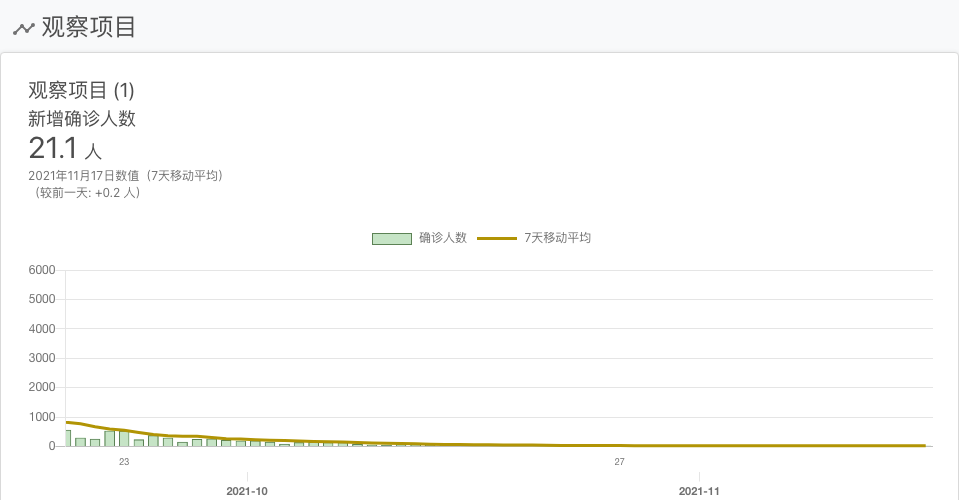 观察项目
观察项目 (1)
新增确诊人数
21.1 人
2021年11月17日数值（7天移动平均）
（较前一天: +0.2 人）
确诊人数 7天移动平均
6000
5000
4000
3000
2000
1000
0
23 27
2021-10 2021-11